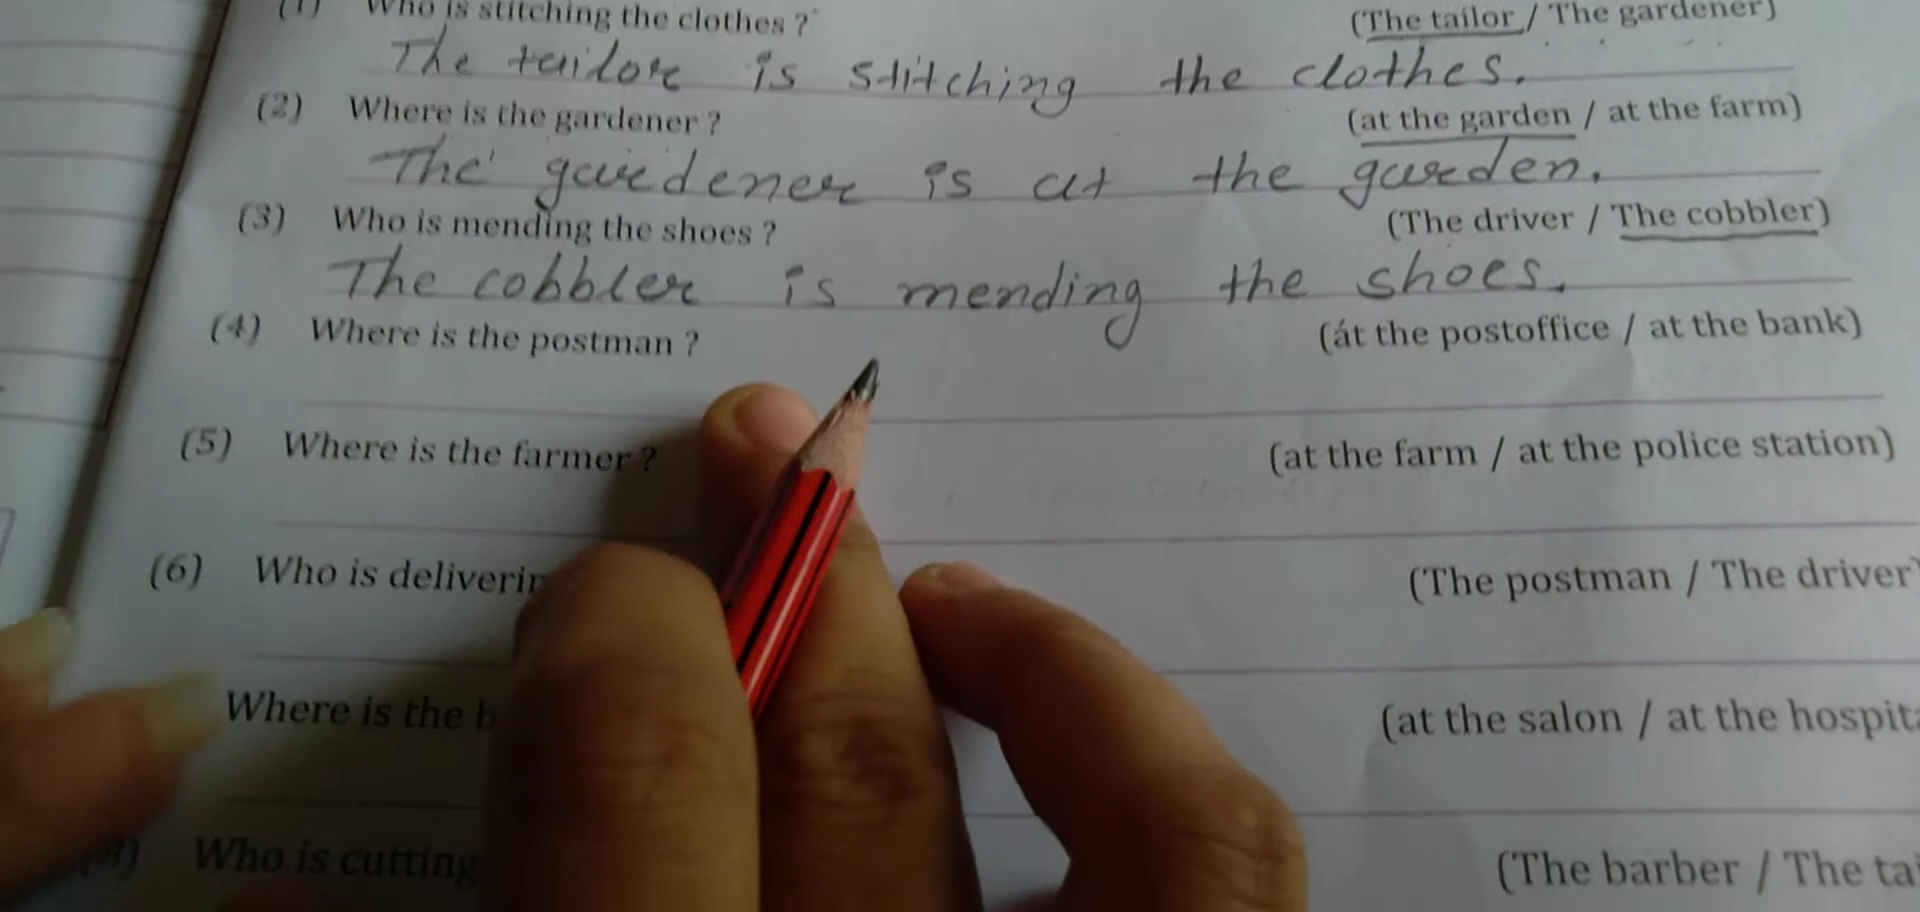 (1) Who is stitching the clothes ? (The tailor / The gardener)
The tailor is stitching the clothes.
(2) Where is the gardener ? (at the garden / at the farm)
The gardener is at the garden.
(3) Who is mending the shoes ? (The driver / The cobbler)
The cobbler is mending the shoes.
(4) Where is the postman ? (át the postoffice / at the bank)
(5) Where is the farmer ? (at the farm / at the police station)
(6) Who is (The postman / The driver)
Where is the (at the salon / at the
Who is cutting (The barber / The